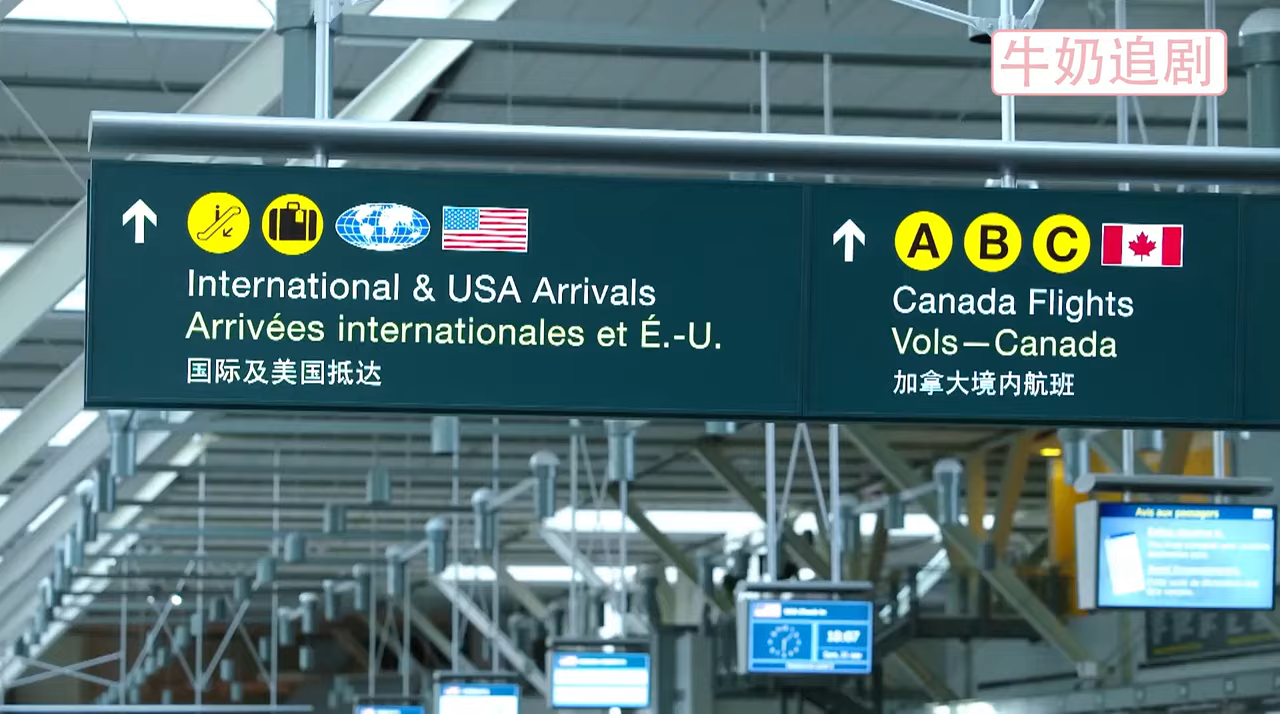 牛奶追剧
International & USA Arrivals
Arrivées internationales et É.-U.
国际及美国抵达
A B C
Canada Flights
Vols—Canada
加拿大境内航班
Avis aux passagers